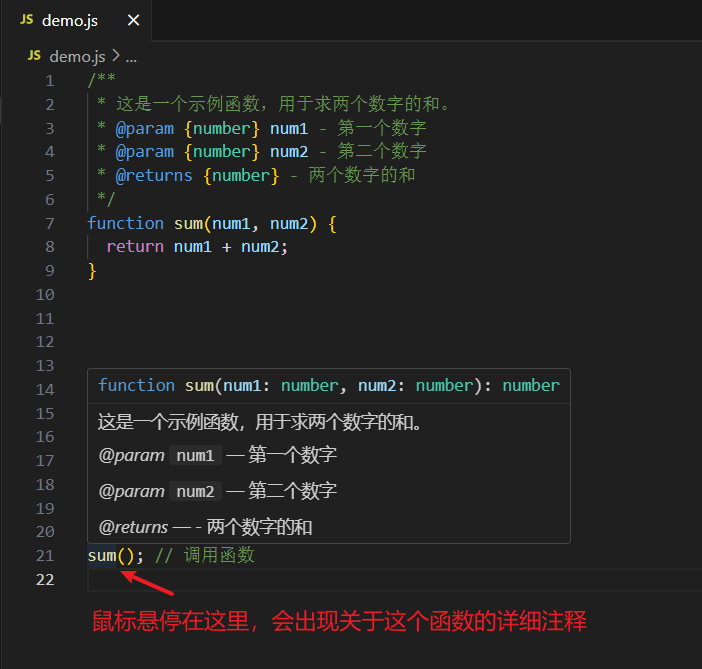 JS demo.js ×
JS demo.js > ...
1 /**
2 * 这是一个示例函数，用于求两个数字的和。
3 * @param {number} num1 - 第一个数字
4 * @param {number} num2 - 第二个数字
5 * @returns {number} - 两个数字的和
6 */
7 function sum(num1, num2) {
8 return num1 + num2;
9 }
10
11
12
13
14 function sum(num1: number, num2: number): number
15 这是一个示例函数，用于求两个数字的和。
16
17 @param num1 — 第一个数字
18 @param num2 — 第二个数字
19
20 @returns — - 两个数字的和
21 sum(); // 调用函数
22
鼠标悬停在这里，会出现关于这个函数的详细注释